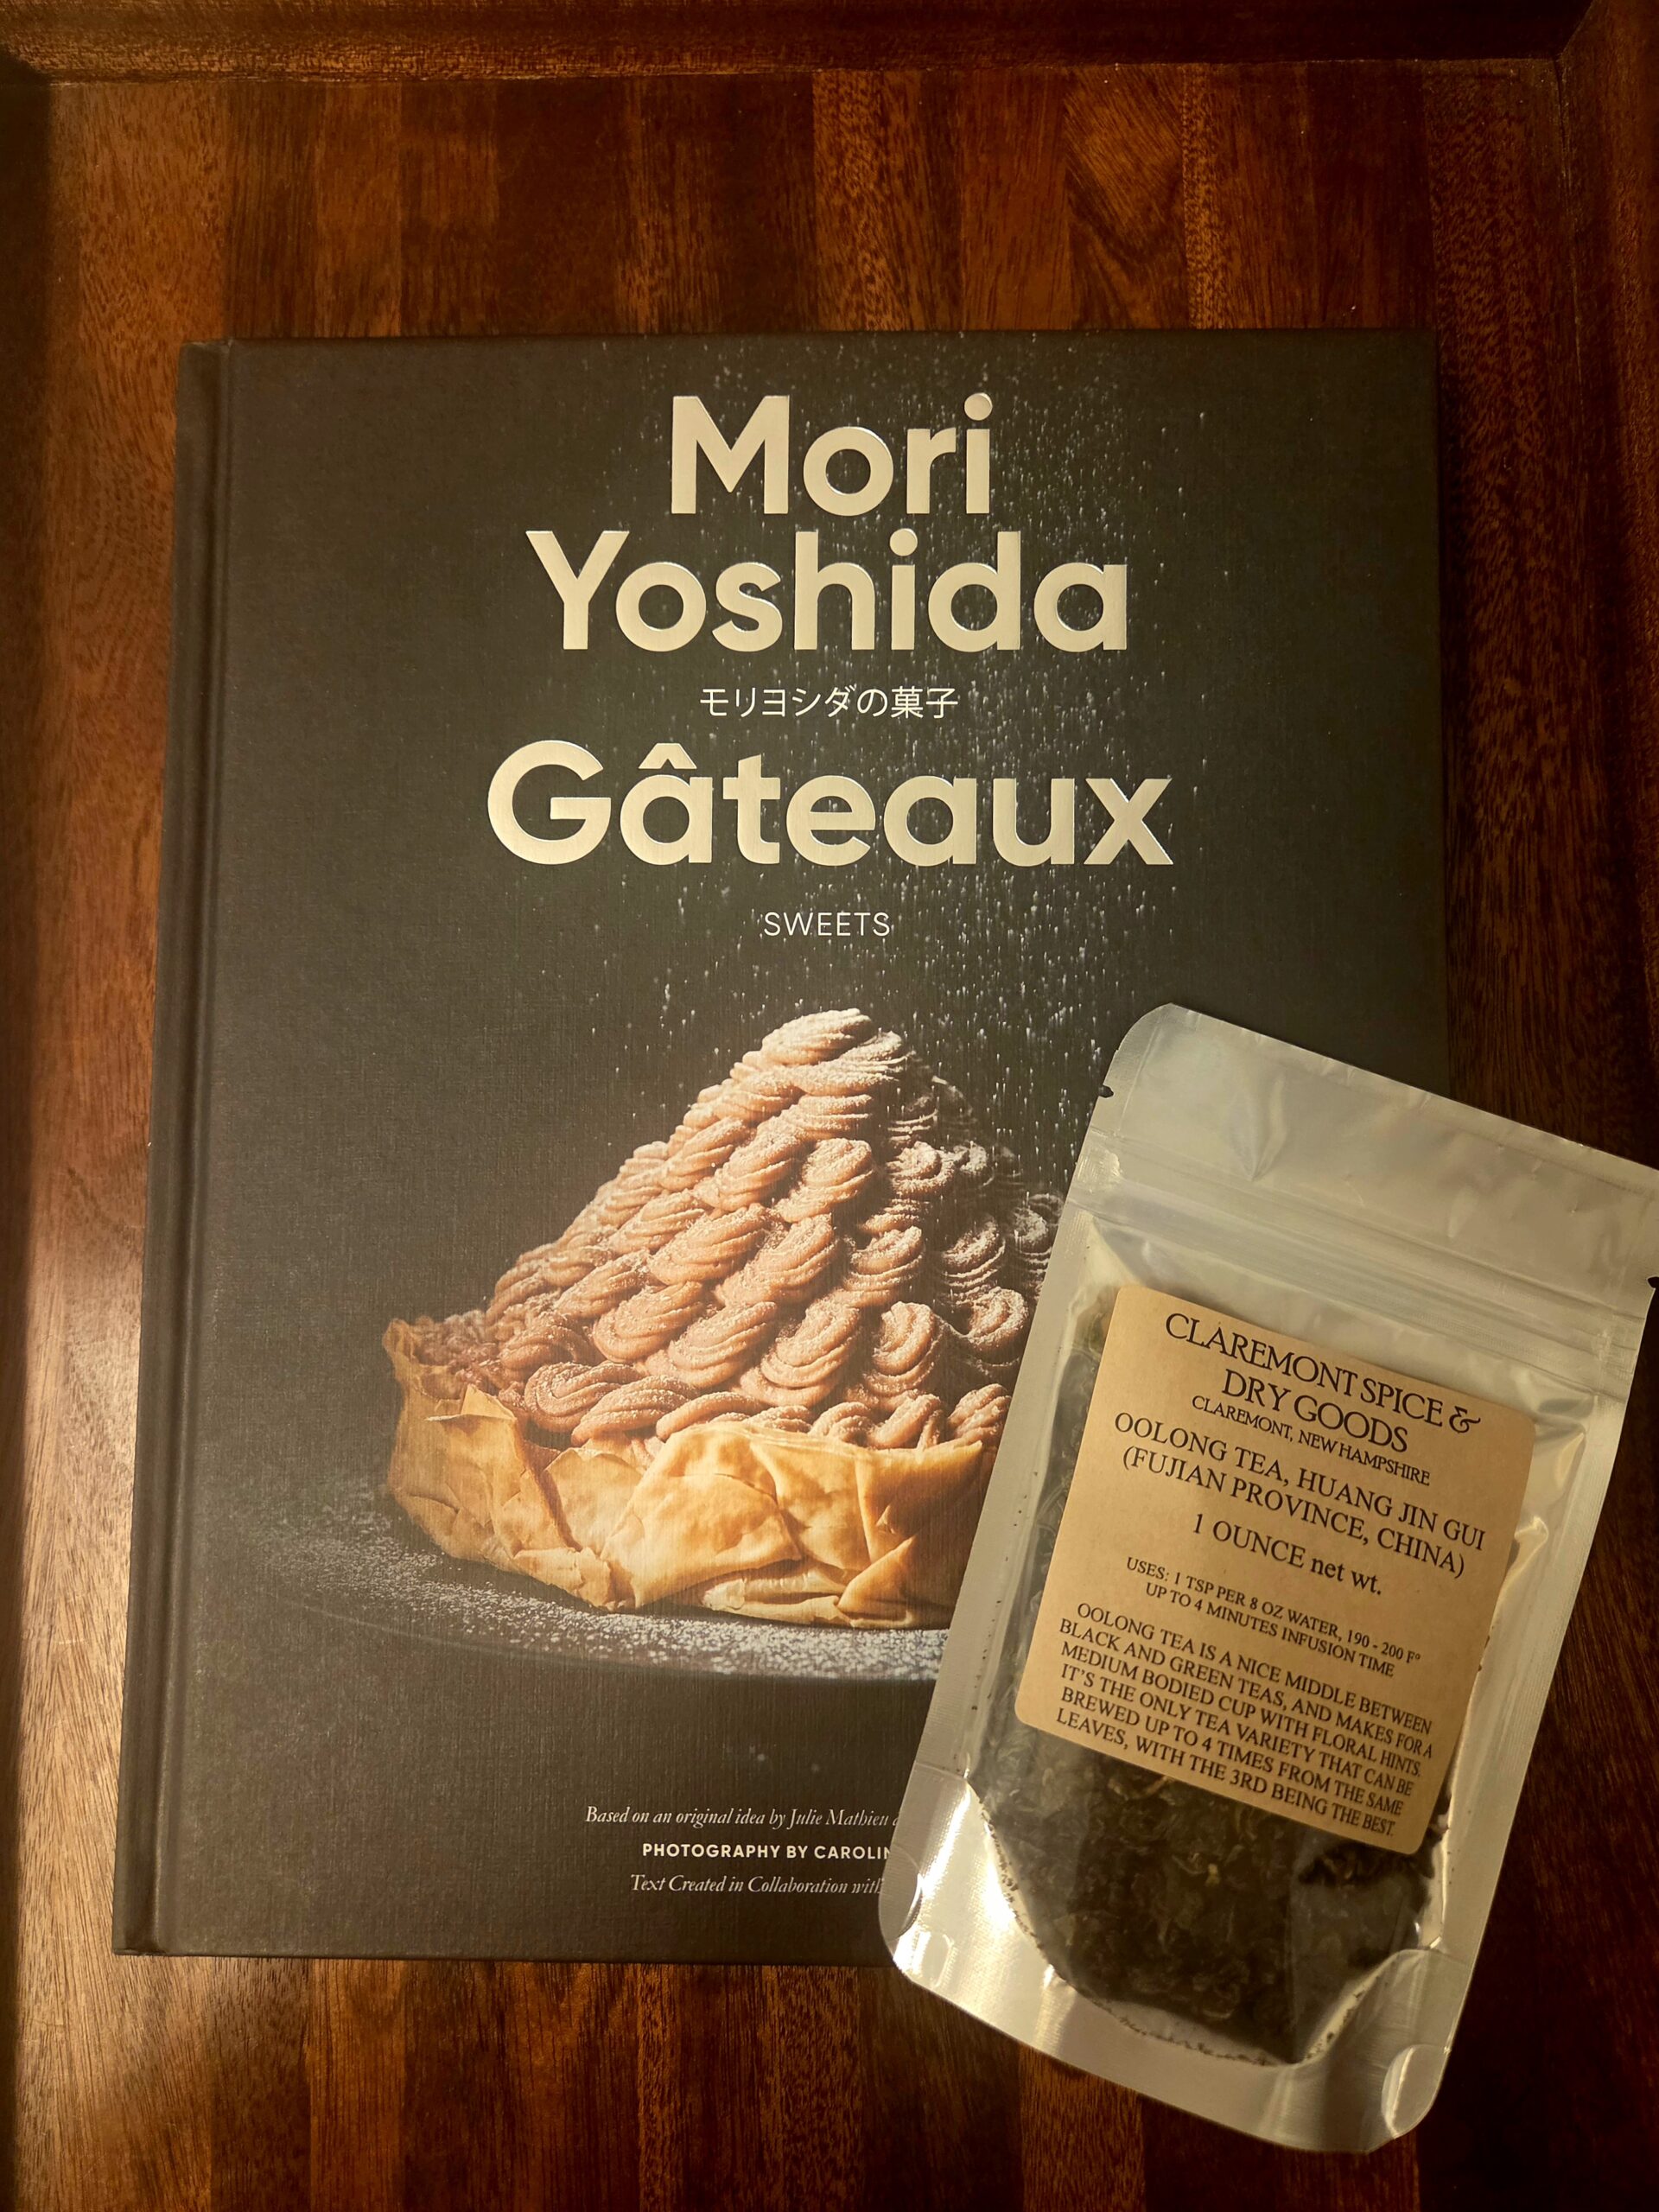 Mori
Yoshida
モリヨシダの菓子
Gâteaux
SWEETS
Based on an original idea by Julie Mathieu
PHOTOGRAPHY BY
Text Created in Collaboration with
CLAREMONT SPICE &
DRY GOODS
CLAREMONT, NEW HAMPSHIRE
OOLONG TEA, HUANG JIN GUI
(FUJIAN PROVINCE, CHINA)
1 OUNCE net wt.
USES: 1 TSP PER 8 OZ WATER, 190 - 200 F°
UP TO 4 MINUTES INFUSION TIME
OOLONG TEA IS A NICE MIDDLE BETWEEN
BLACK AND GREEN TEAS, AND MAKES FOR A
MEDIUM BODIED CUP WITH FLORAL HINTS.
IT'S THE ONLY TEA VARIETY THAT CAN BE
BREWED UP TO 4 TIMES FROM THE SAME
LEAVES, WITH THE 3RD BEING THE BEST.